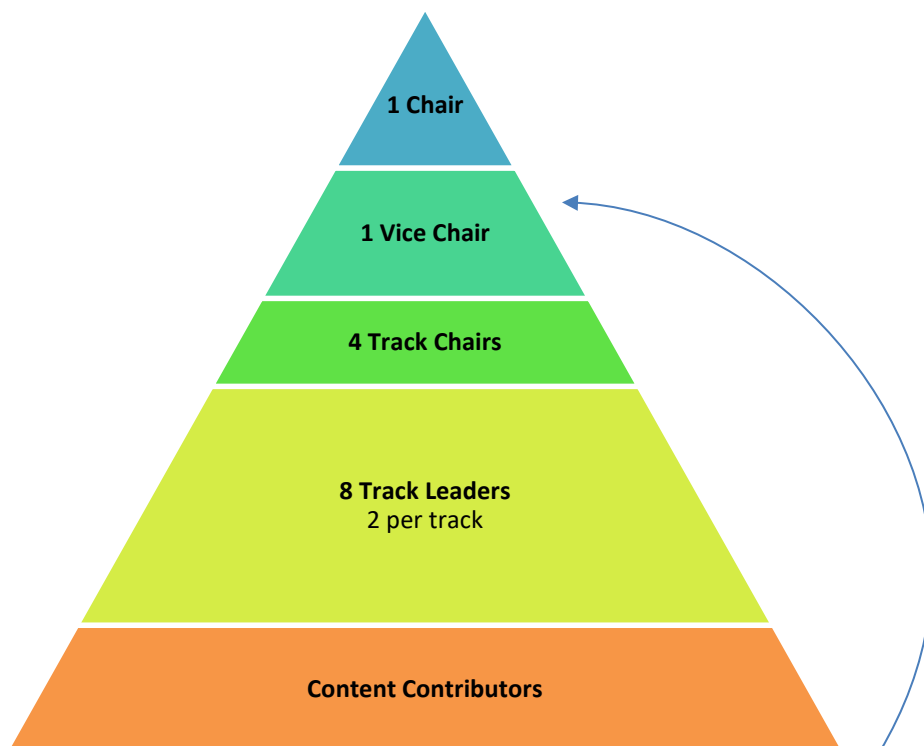 1 Chair
1 Vice Chair
4 Track Chairs
8 Track Leaders
2 per track
Content Contributors